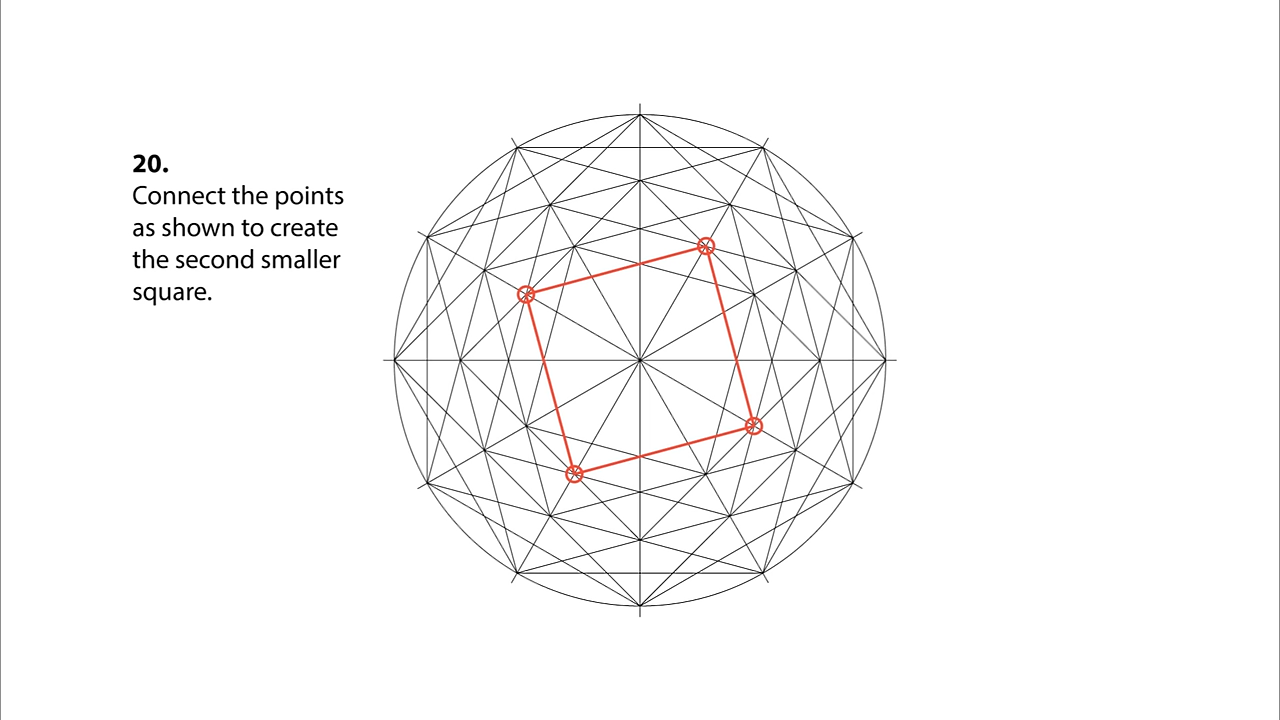 20.
Connect the points
as shown to create
the second smaller
square.